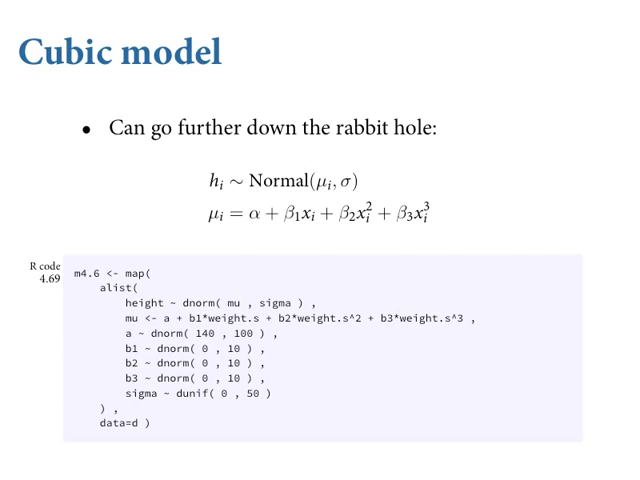 Cubic model
• Can go further down the rabbit hole:
hᵢ ∼ Normal(μᵢ, σ)
μᵢ = α + β₁xᵢ + β₂xᵢ² + β₃xᵢ³
R code
4.69
m4.6 <- map(
    alist(
        height ~ dnorm( mu , sigma ) ,
        mu <- a + b1*weight.s + b2*weight.s^2 + b3*weight.s^3 ,
        a ~ dnorm( 140 , 100 ) ,
        b1 ~ dnorm( 0 , 10 ) ,
        b2 ~ dnorm( 0 , 10 ) ,
        b3 ~ dnorm( 0 , 10 ) ,
        sigma ~ dunif( 0 , 50 )
    ) ,
    data=d )